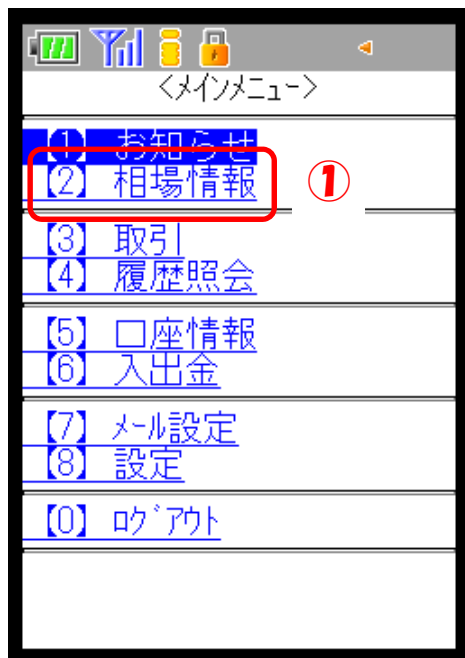 <ﾒｲﾝﾒﾆｭｰ>
【1】 お知らせ
【2】 相場情報
①
【3】 取引
【4】 履歴照会
【5】 口座情報
【6】 入出金
【7】 ﾒｰﾙ設定
【8】 設定
【0】 ﾛｸﾞｱｳﾄ